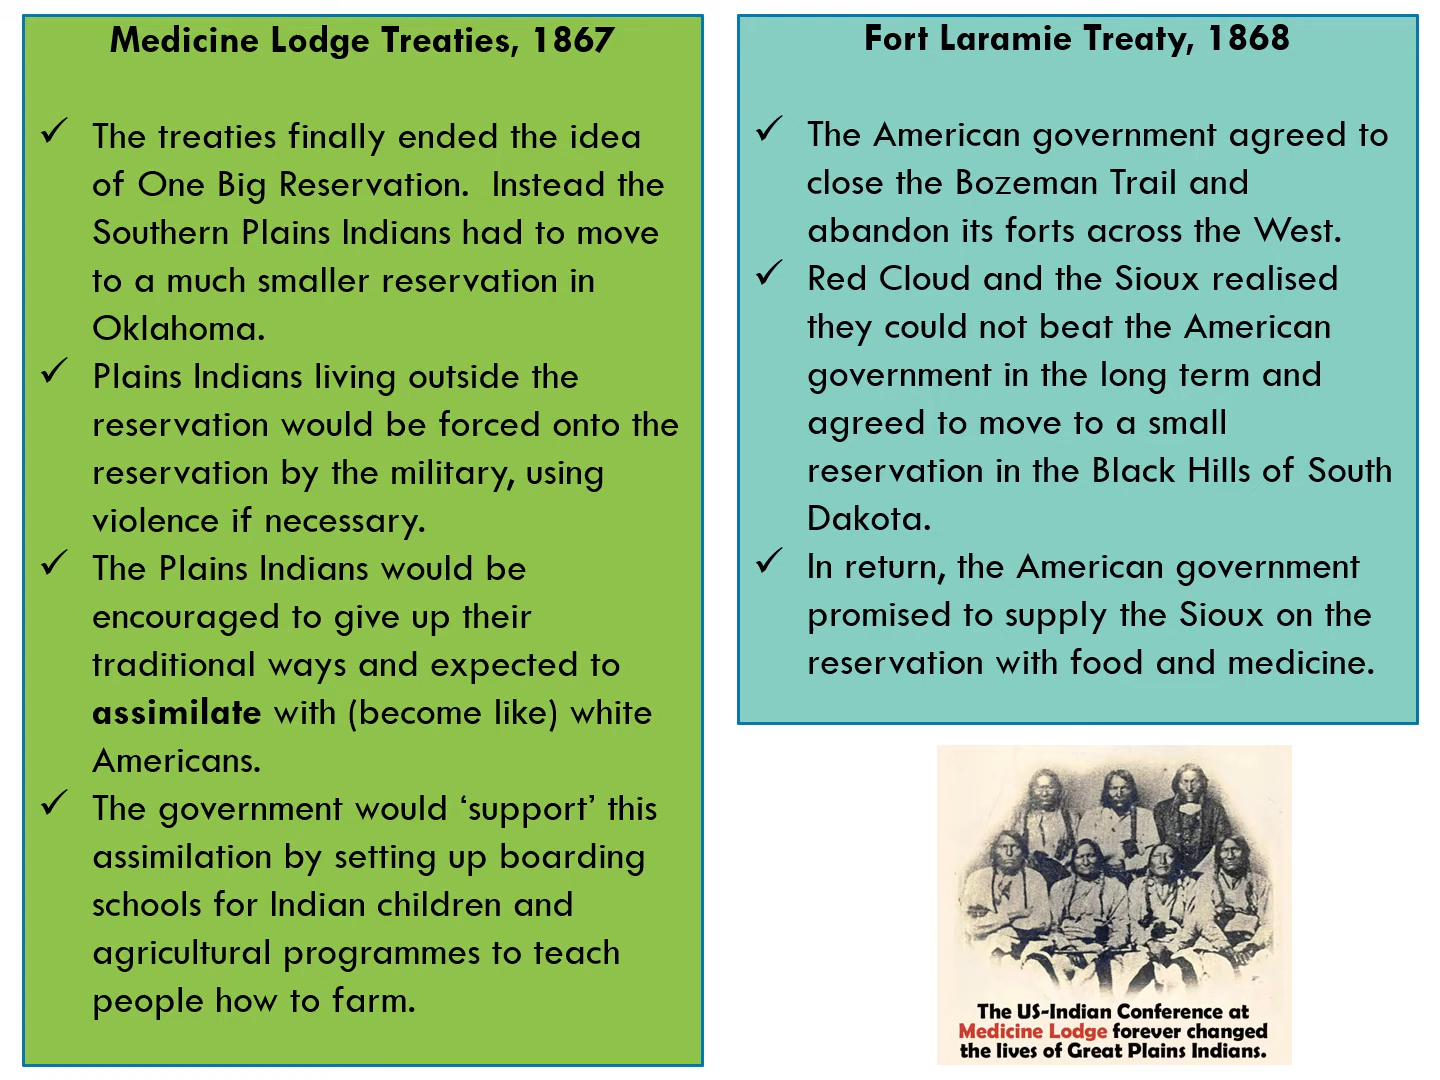 Medicine Lodge Treaties, 1867
✓ The treaties finally ended the idea
of One Big Reservation. Instead the
Southern Plains Indians had to move
to a much smaller reservation in
Oklahoma.
✓ Plains Indians living outside the
reservation would be forced onto the
reservation by the military, using
violence if necessary.
✓ The Plains Indians would be
encouraged to give up their
traditional ways and expected to
assimilate with (become like) white
Americans.
✓ The government would ‘support’ this
assimilation by setting up boarding
schools for Indian children and
agricultural programmes to teach
people how to farm.
Fort Laramie Treaty, 1868
✓ The American government agreed to
close the Bozeman Trail and
abandon its forts across the West.
✓ Red Cloud and the Sioux realised
they could not beat the American
government in the long term and
agreed to move to a small
reservation in the Black Hills of South
Dakota.
✓ In return, the American government
promised to supply the Sioux on the
reservation with food and medicine.
The US-Indian Conference at
Medicine Lodge forever changed
the lives of Great Plains Indians.